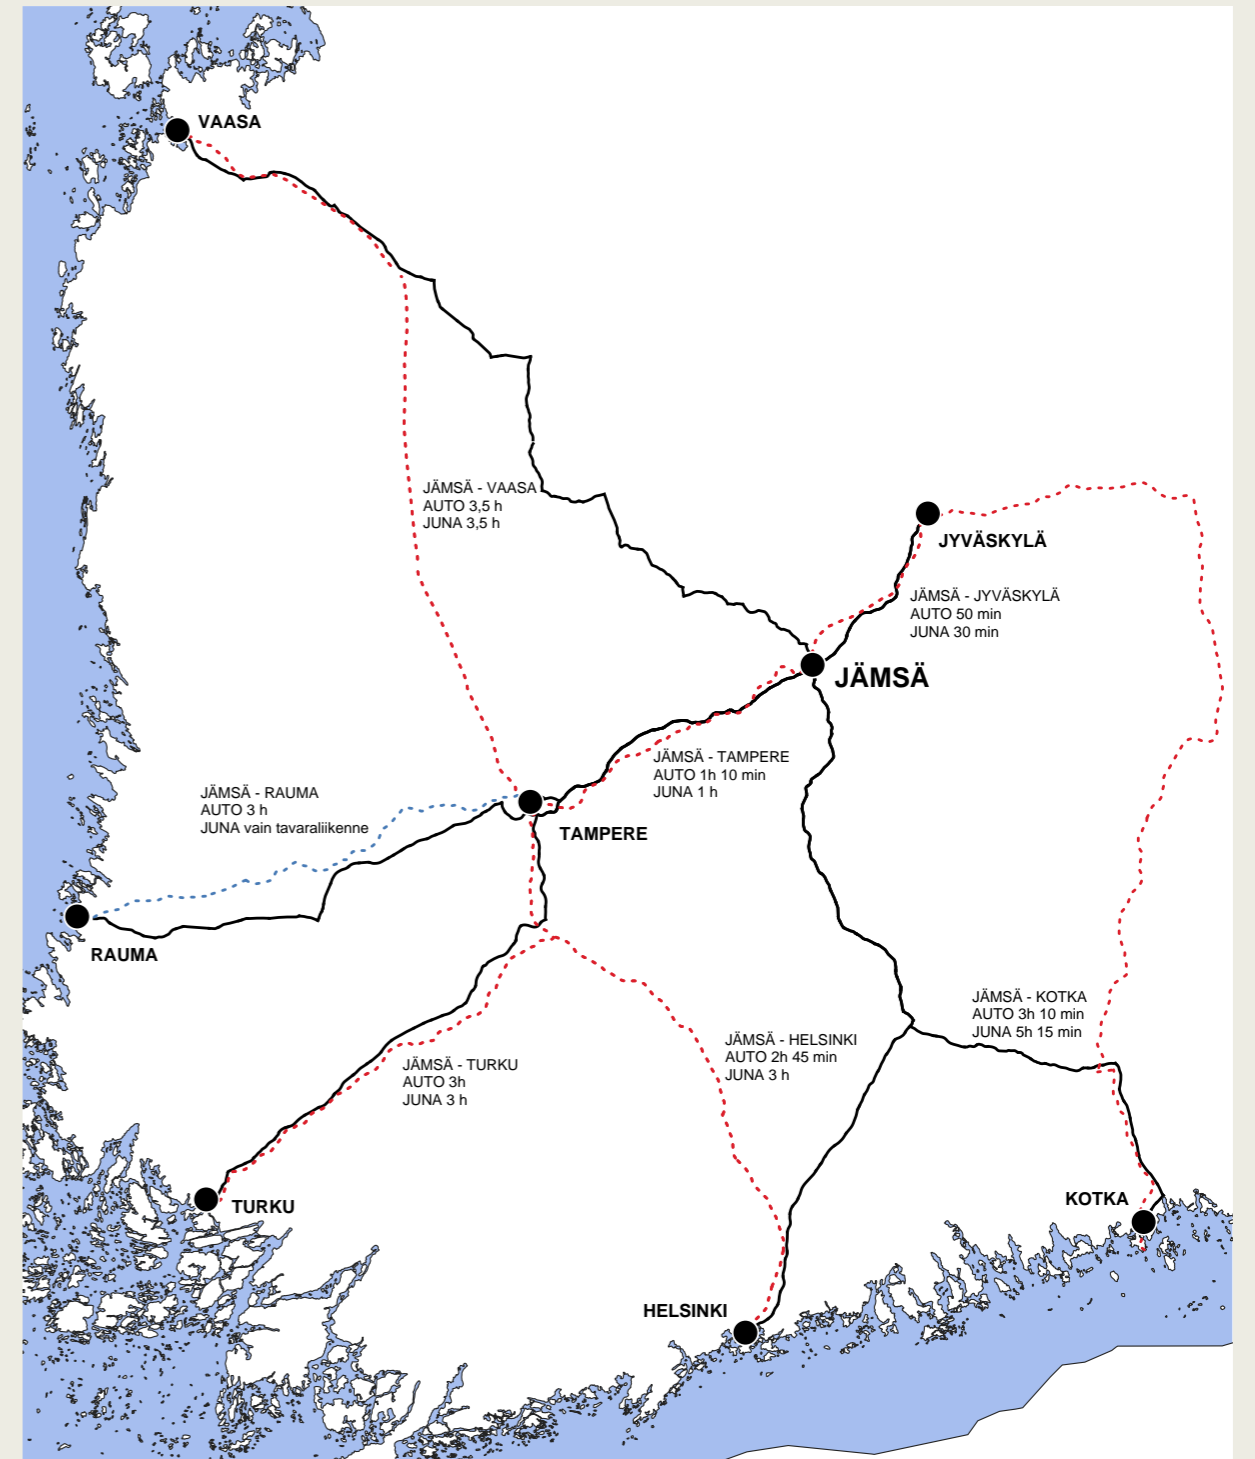 VAASA
JÄMSÄ - VAASA
AUTO 3,5 h
JUNA 3,5 h
JYVÄSKYLÄ
JÄMSÄ - JYVÄSKYLÄ
AUTO 50 min
JUNA 30 min
JÄMSÄ
JÄMSÄ - TAMPERE
AUTO 1h 10 min
JUNA 1 h
JÄMSÄ - RAUMA
AUTO 3 h
JUNA vain tavaraliikenne
TAMPERE
RAUMA
JÄMSÄ - KOTKA
AUTO 3h 10 min
JUNA 5h 15 min
JÄMSÄ - HELSINKI
AUTO 2h 45 min
JUNA 3 h
JÄMSÄ - TURKU
AUTO 3h
JUNA 3 h
TURKU
KOTKA
HELSINKI